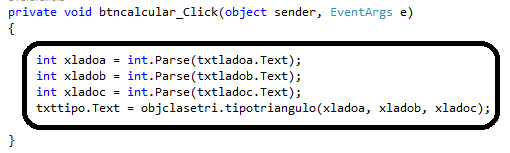 private void btncalcular_Click(object sender, EventArgs e)
{
int xladoa = int.Parse(txtladoa.Text);
int xladob = int.Parse(txtladob.Text);
int xladoc = int.Parse(txtladoc.Text);
txttipo.Text = objclasetri.tipotriangulo(xladoa, xladob, xladoc);
}